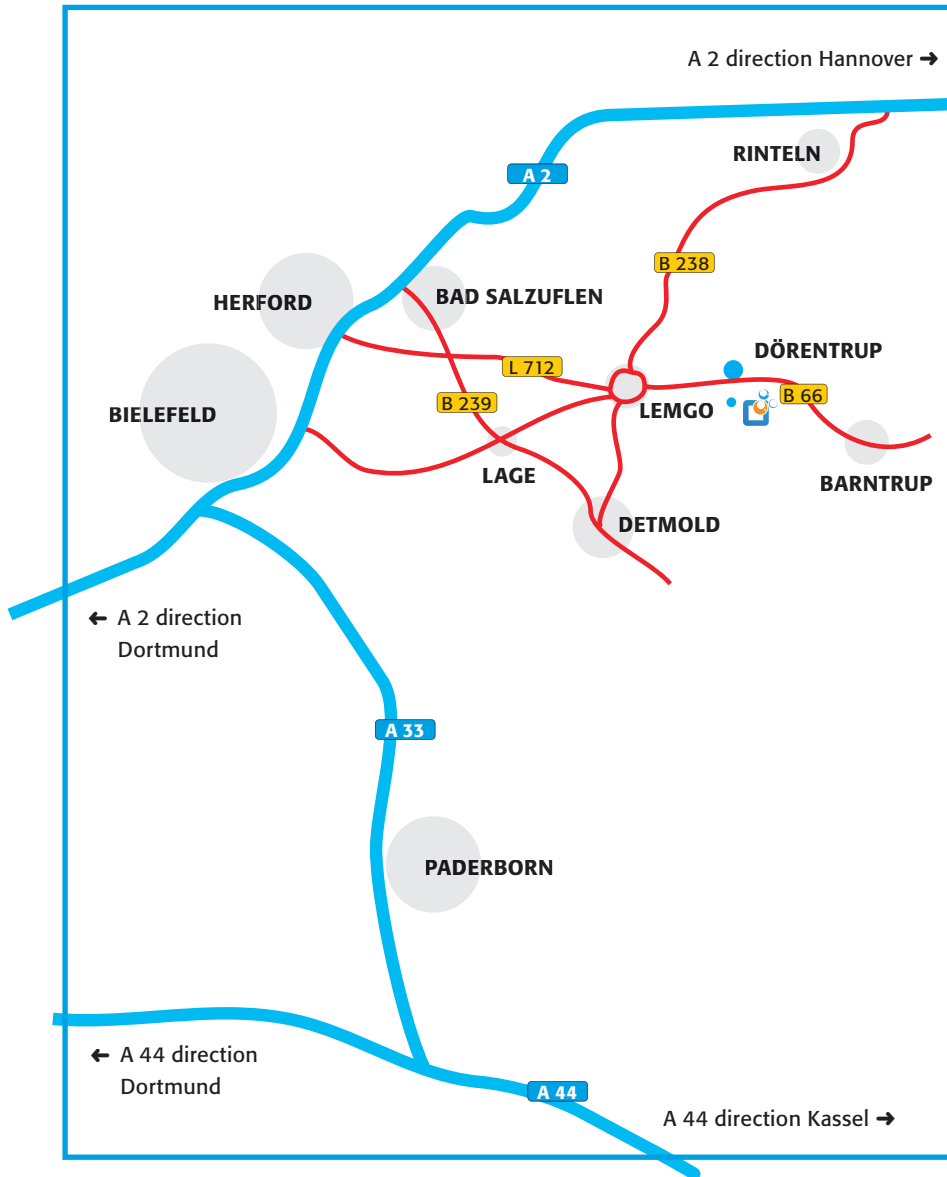 A 2 direction Hannover →
RINTELN
A 2
B 238
HERFORD
BAD SALZUFLEN
DÖRENTRUP
L 712
B 66
B 239
LEMGO
BIELEFELD
LAGE
BARNTRUP
DETMOLD
← A 2 direction
Dortmund
A 33
PADERBORN
← A 44 direction
Dortmund
A 44
A 44 direction Kassel →